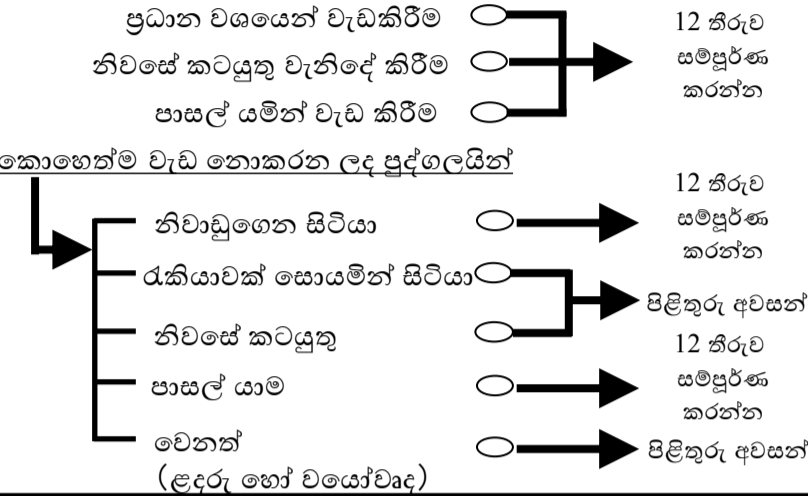 ප්‍රධාන වශයෙන් වැඩකිරීම
නිවසේ කටයුතු වැනිදේ කිරීම
පාසල් යමින් වැඩ කිරීම
12 තීරුව
සම්පූර්ණ
කරන්න
කොහෙත්ම වැඩ නොකරන ලද පුද්ගලයින්
නිවාඩුගෙන සිටියා
12 තීරුව
සම්පූර්ණ
කරන්න
රැකියාවක් සොයමින් සිටියා
නිවසේ කටයුතු
පිළිතුරු අවසන්
පාසල් යාම
12 තීරුව
සම්පූර්ණ
කරන්න
වෙනත්
(ළදරු හෝ වයෝවෘද)
පිළිතුරු අවසන්